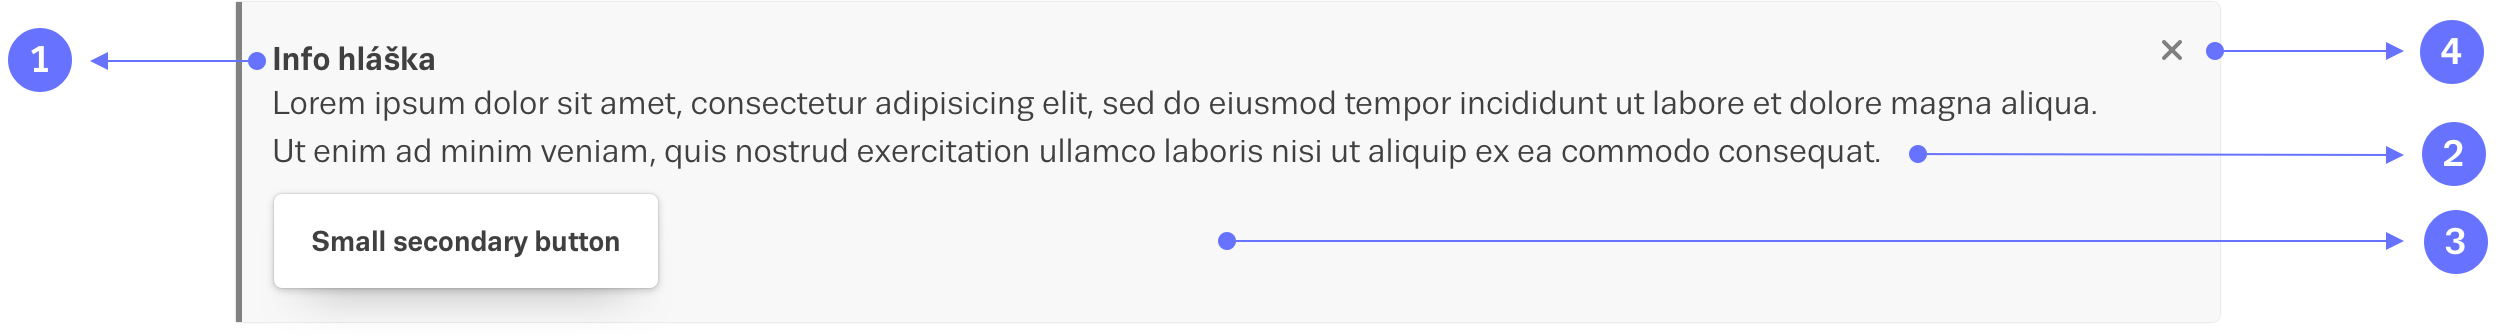 1
Info hláška
4
Lorem ipsum dolor sit amet, consectetur adipisicing elit, sed do eiusmod tempor incididunt ut labore et dolore magna aliqua.
Ut enim ad minim veniam, quis nostrud exercitation ullamco laboris nisi ut aliquip ex ea commodo consequat.
2
Small secondary button
3